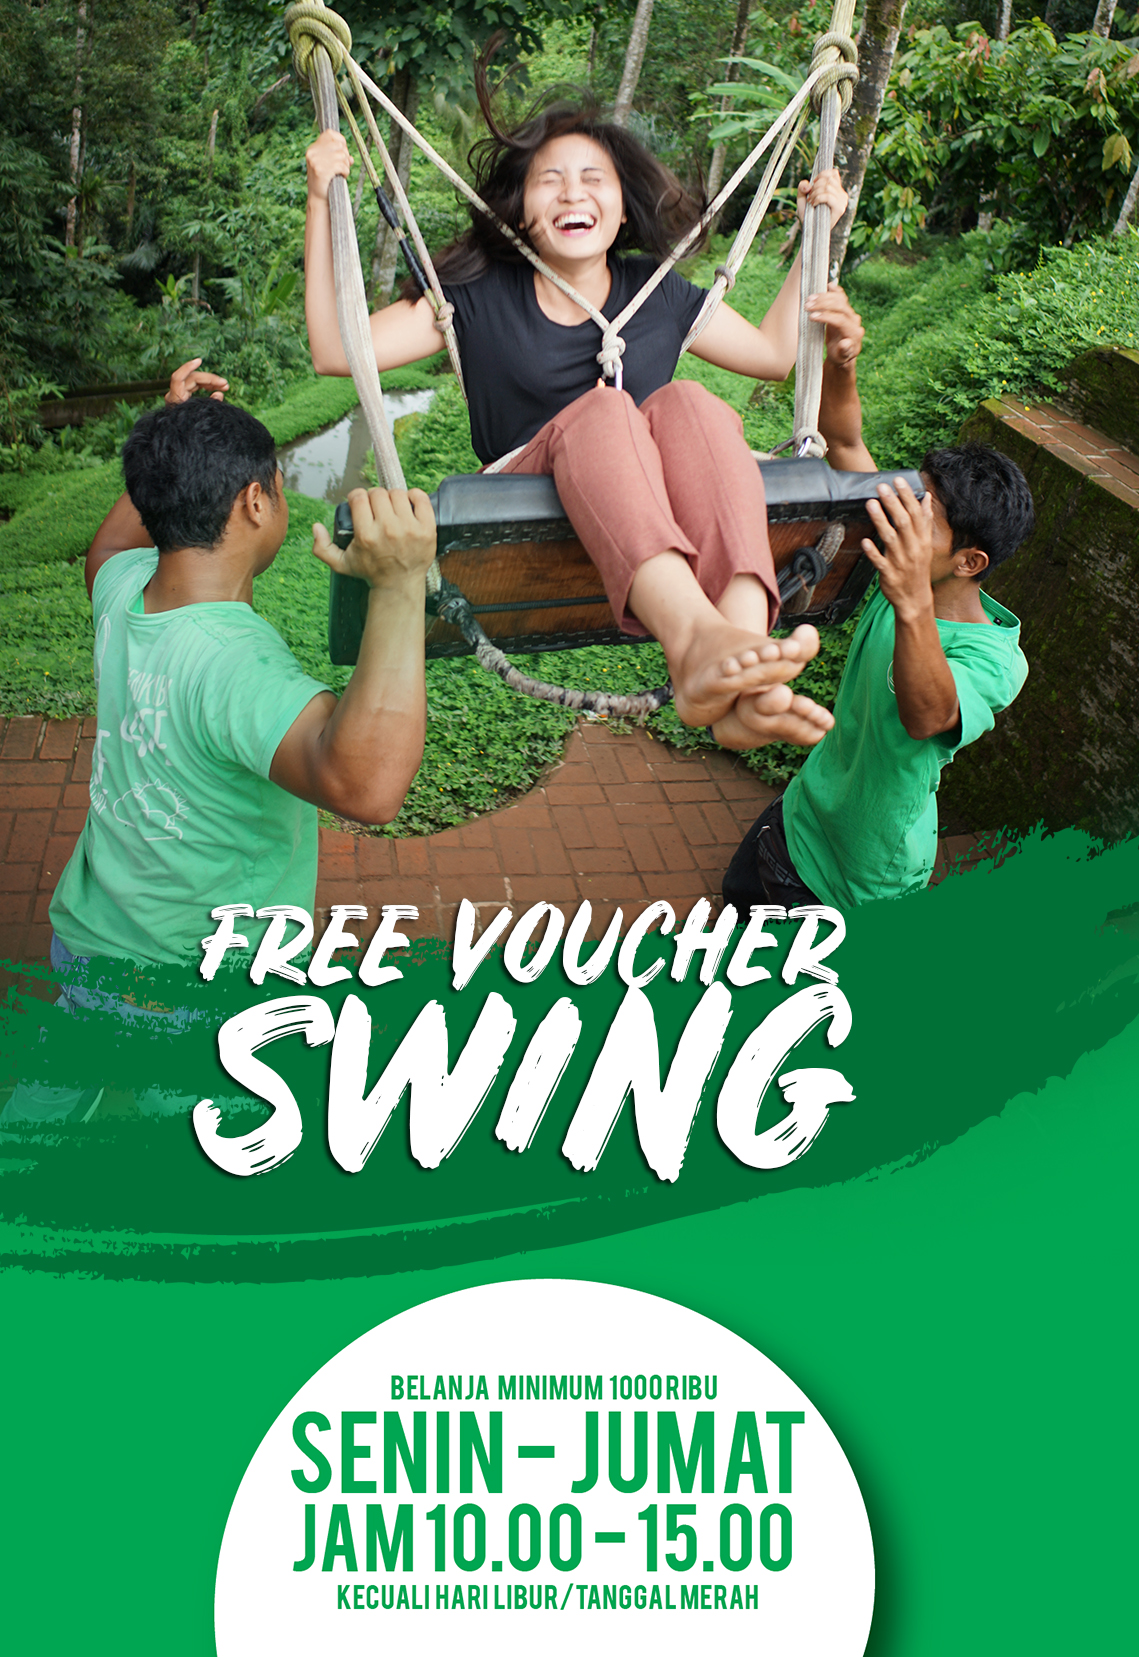 FREE VOUCHER
SWING
BELANJA MINIMUM 1000 RIBU
SENIN - JUMAT
JAM 10.00 - 15.00
KECUALI HARI LIBUR / TANGGAL MERAH